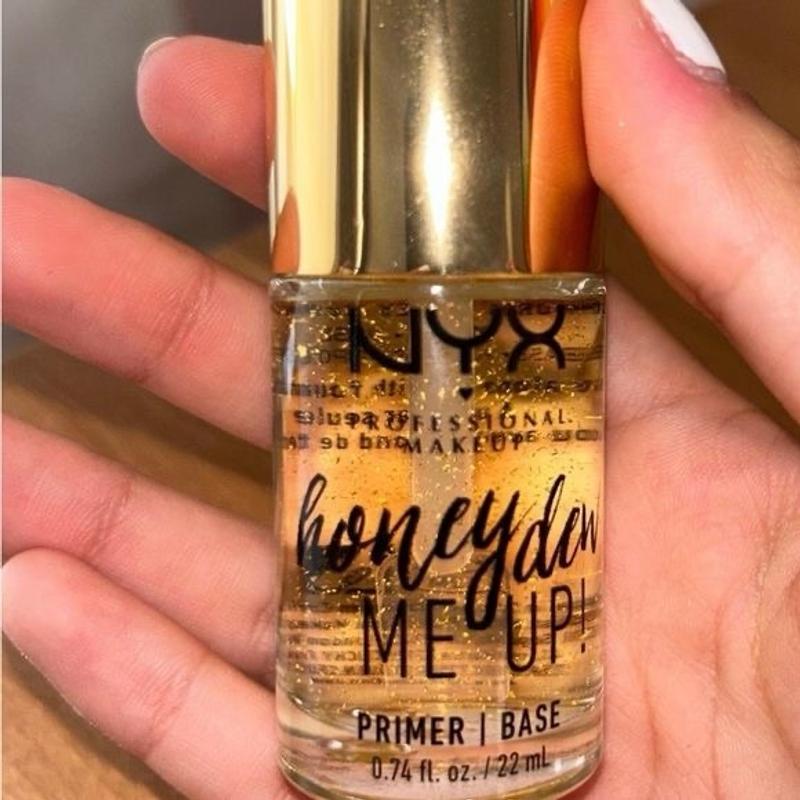 NYX
PROFESSIONAL
MAKEUP
honeydew
ME UP!
PRIMER | BASE
0.74 fl. oz. / 22 mL